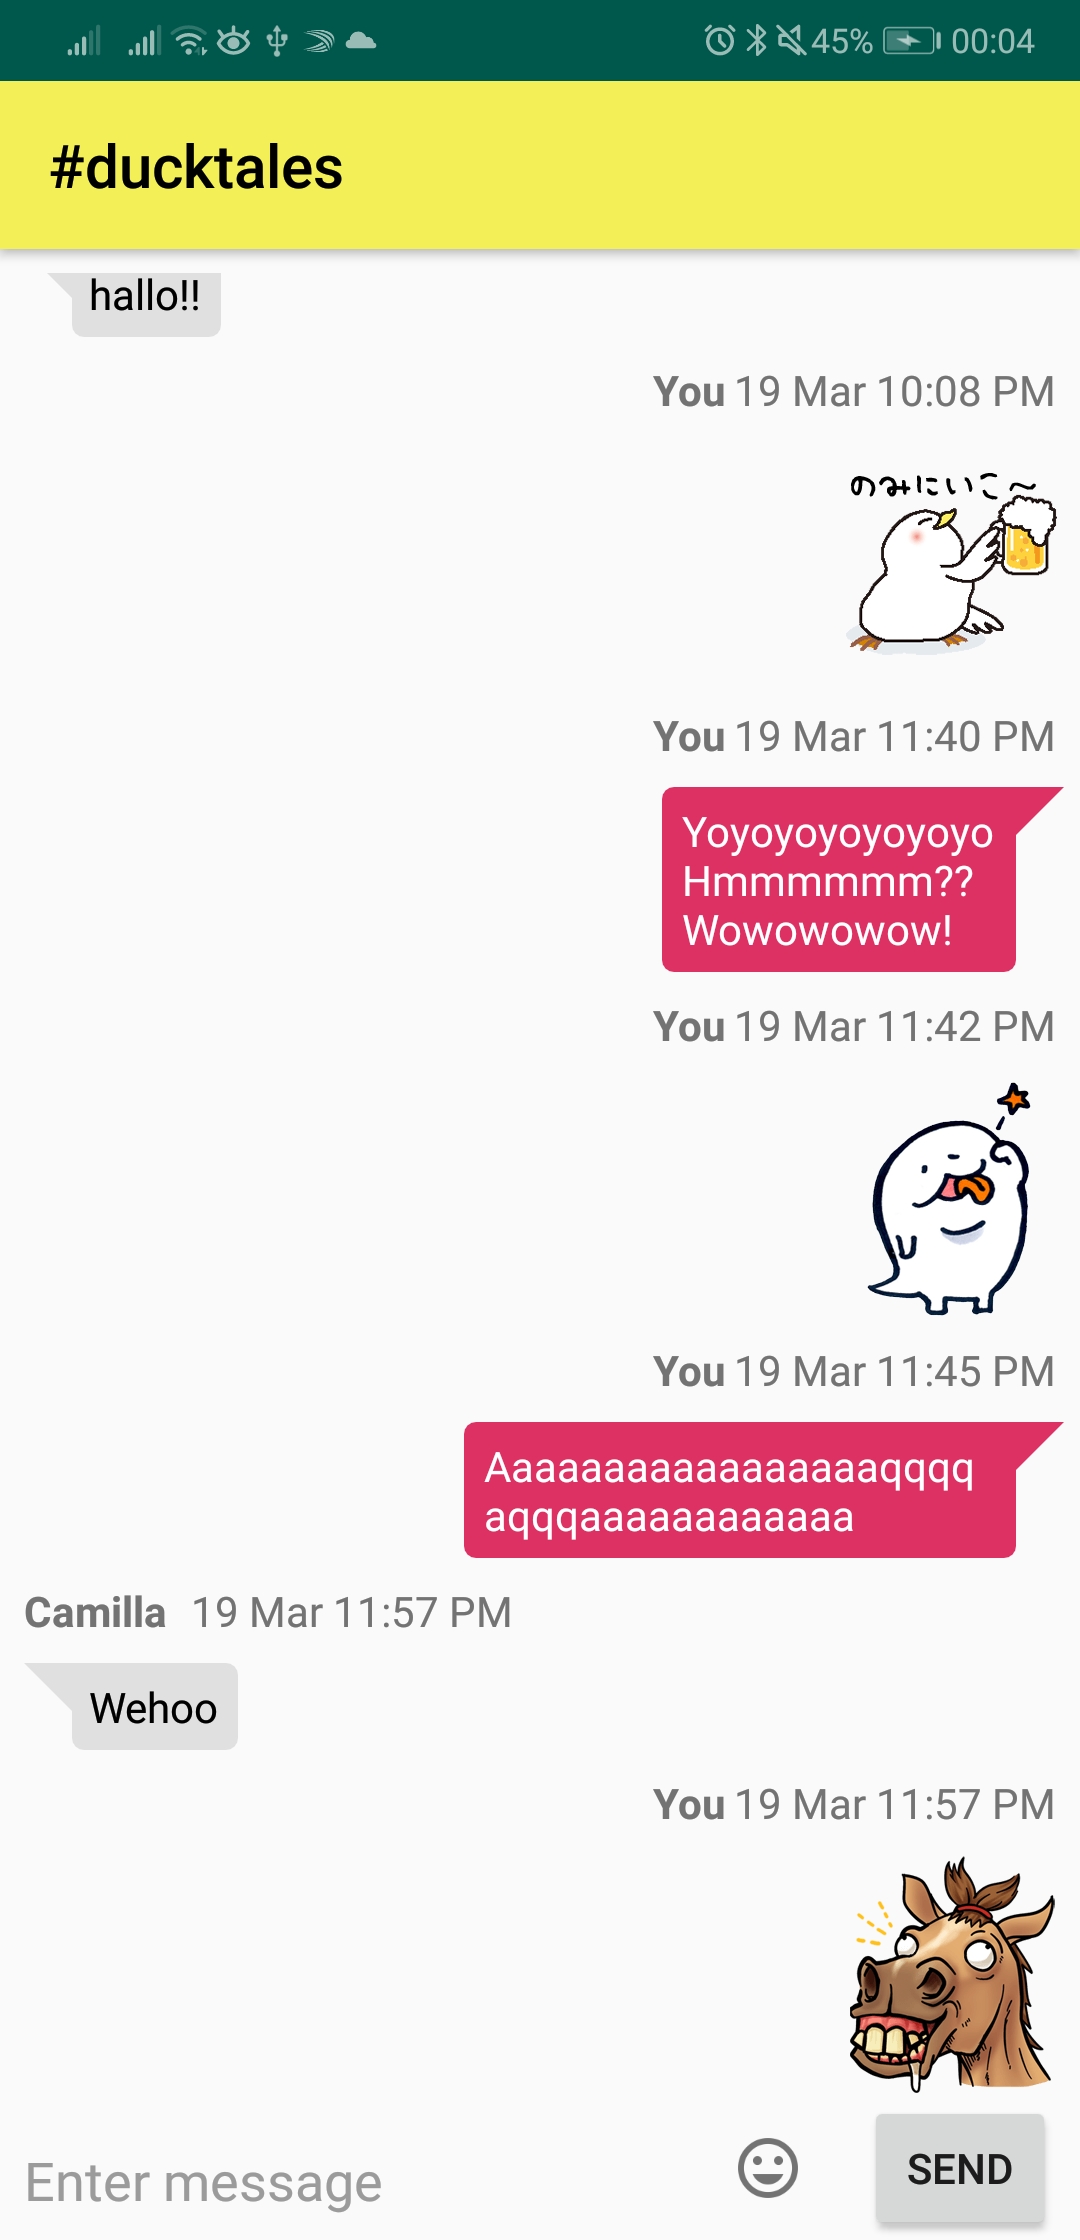 45% 00:04
#ducktales
hallo!!
You 19 Mar 10:08 PM
のみにいこ〜
You 19 Mar 11:40 PM
Yoyoyoyoyoyoyo
Hmmmmmm??
Wowowowow!
You 19 Mar 11:42 PM
You 19 Mar 11:45 PM
Aaaaaaaaaaaaaaaaaqqqq
aqqqaaaaaaaaaaaa
Camilla 19 Mar 11:57 PM
Wehoo
You 19 Mar 11:57 PM
Enter message
SEND